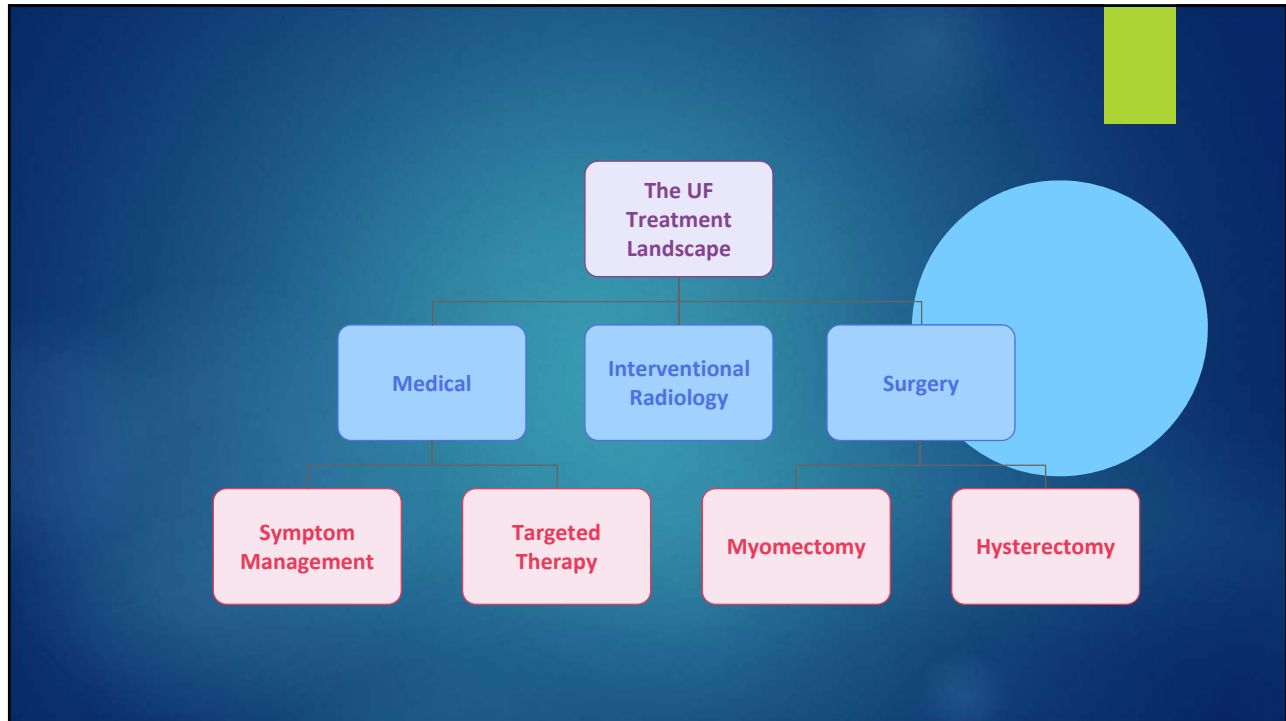 The UF
Treatment
Landscape
Medical
Interventional
Radiology
Surgery
Symptom
Management
Targeted
Therapy
Myomectomy
Hysterectomy